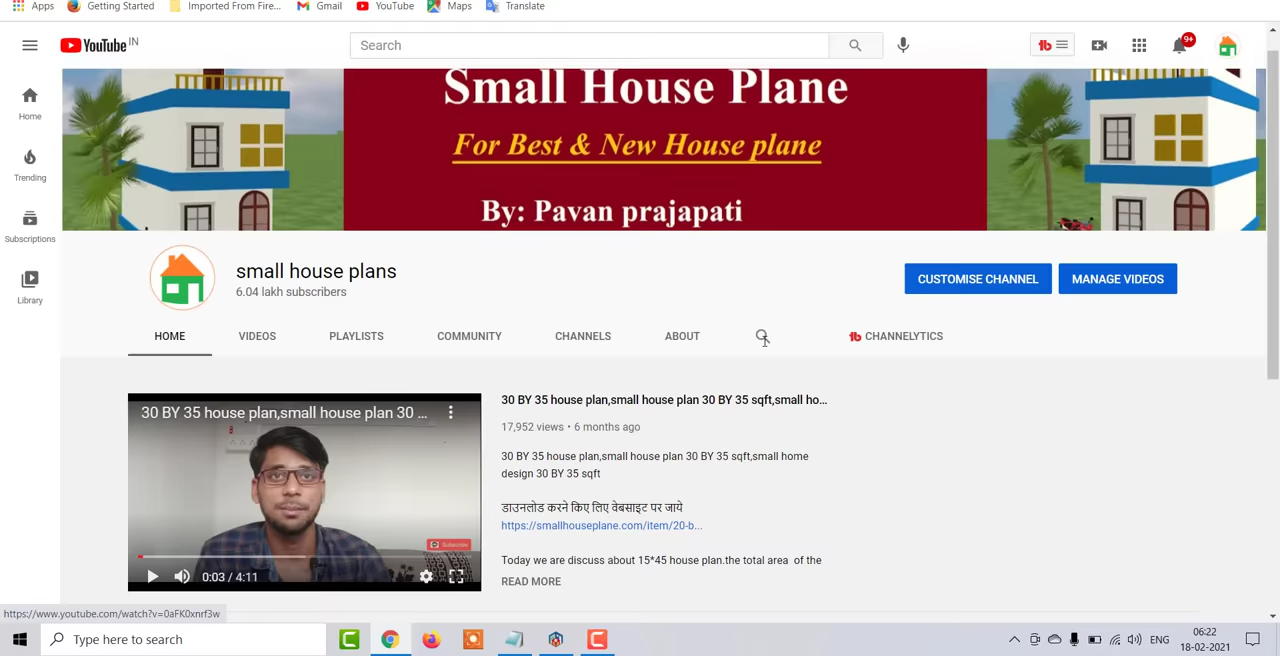 Apps Getting Started Imported From Fire... Gmail YouTube Maps Translate
YouTube IN
Search
9+
Home
Trending
Subscriptions
Library
Small House Plane
For Best & New House plane
By: Pavan prajapati
small house plans
6.04 lakh subscribers
CUSTOMISE CHANNEL
MANAGE VIDEOS
HOME VIDEOS PLAYLISTS COMMUNITY CHANNELS ABOUT CHANNELYTICS
30 BY 35 house plan,small house plan 30 ...
Subscribe
0:03 / 4:11
30 BY 35 house plan,small house plan 30 BY 35 sqft,small ho...
17,952 views • 6 months ago
30 BY 35 house plan,small house plan 30 BY 35 sqft,small home
design 30 BY 35 sqft
डाउनलोड करने किए लिए वेबसाइट पर जाये
https://smallhouseplane.com/item/20-b...
Today we are discuss about 15*45 house plan.the total area of the
READ MORE
https://www.youtube.com/watch?v=0aFK0xnrf3w
Type here to search
ENG
06:22
18-02-2021